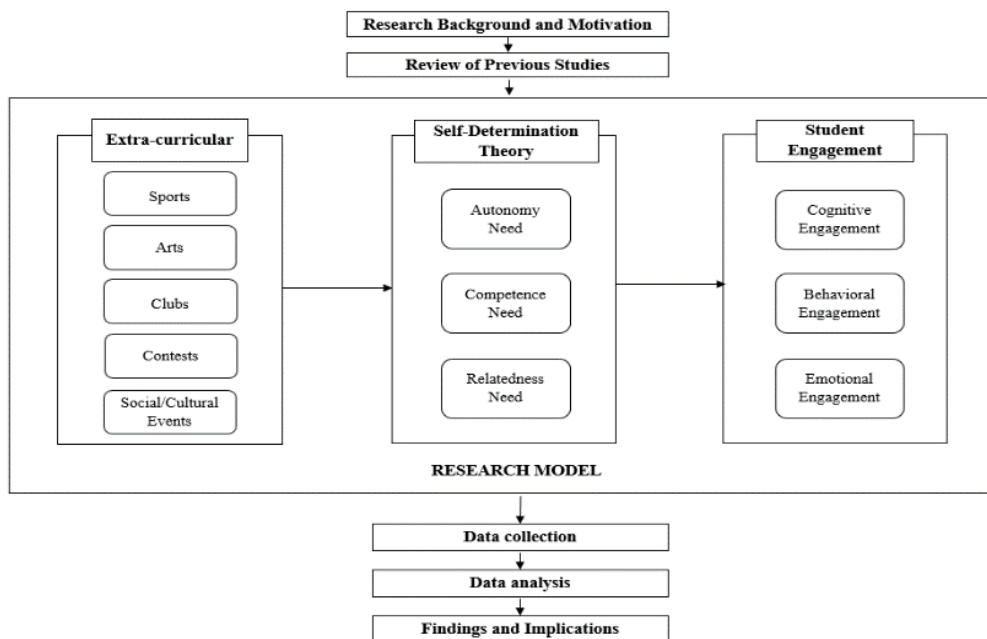 Research Background and Motivation
Review of Previous Studies
Extra-curricular
Sports
Arts
Clubs
Contests
Social/Cultural
Events
Self-Determination
Theory
Autonomy
Need
Competence
Need
Relatedness
Need
Student
Engagement
Cognitive
Engagement
Behavioral
Engagement
Emotional
Engagement
RESEARCH MODEL
Data collection
Data analysis
Findings and Implications